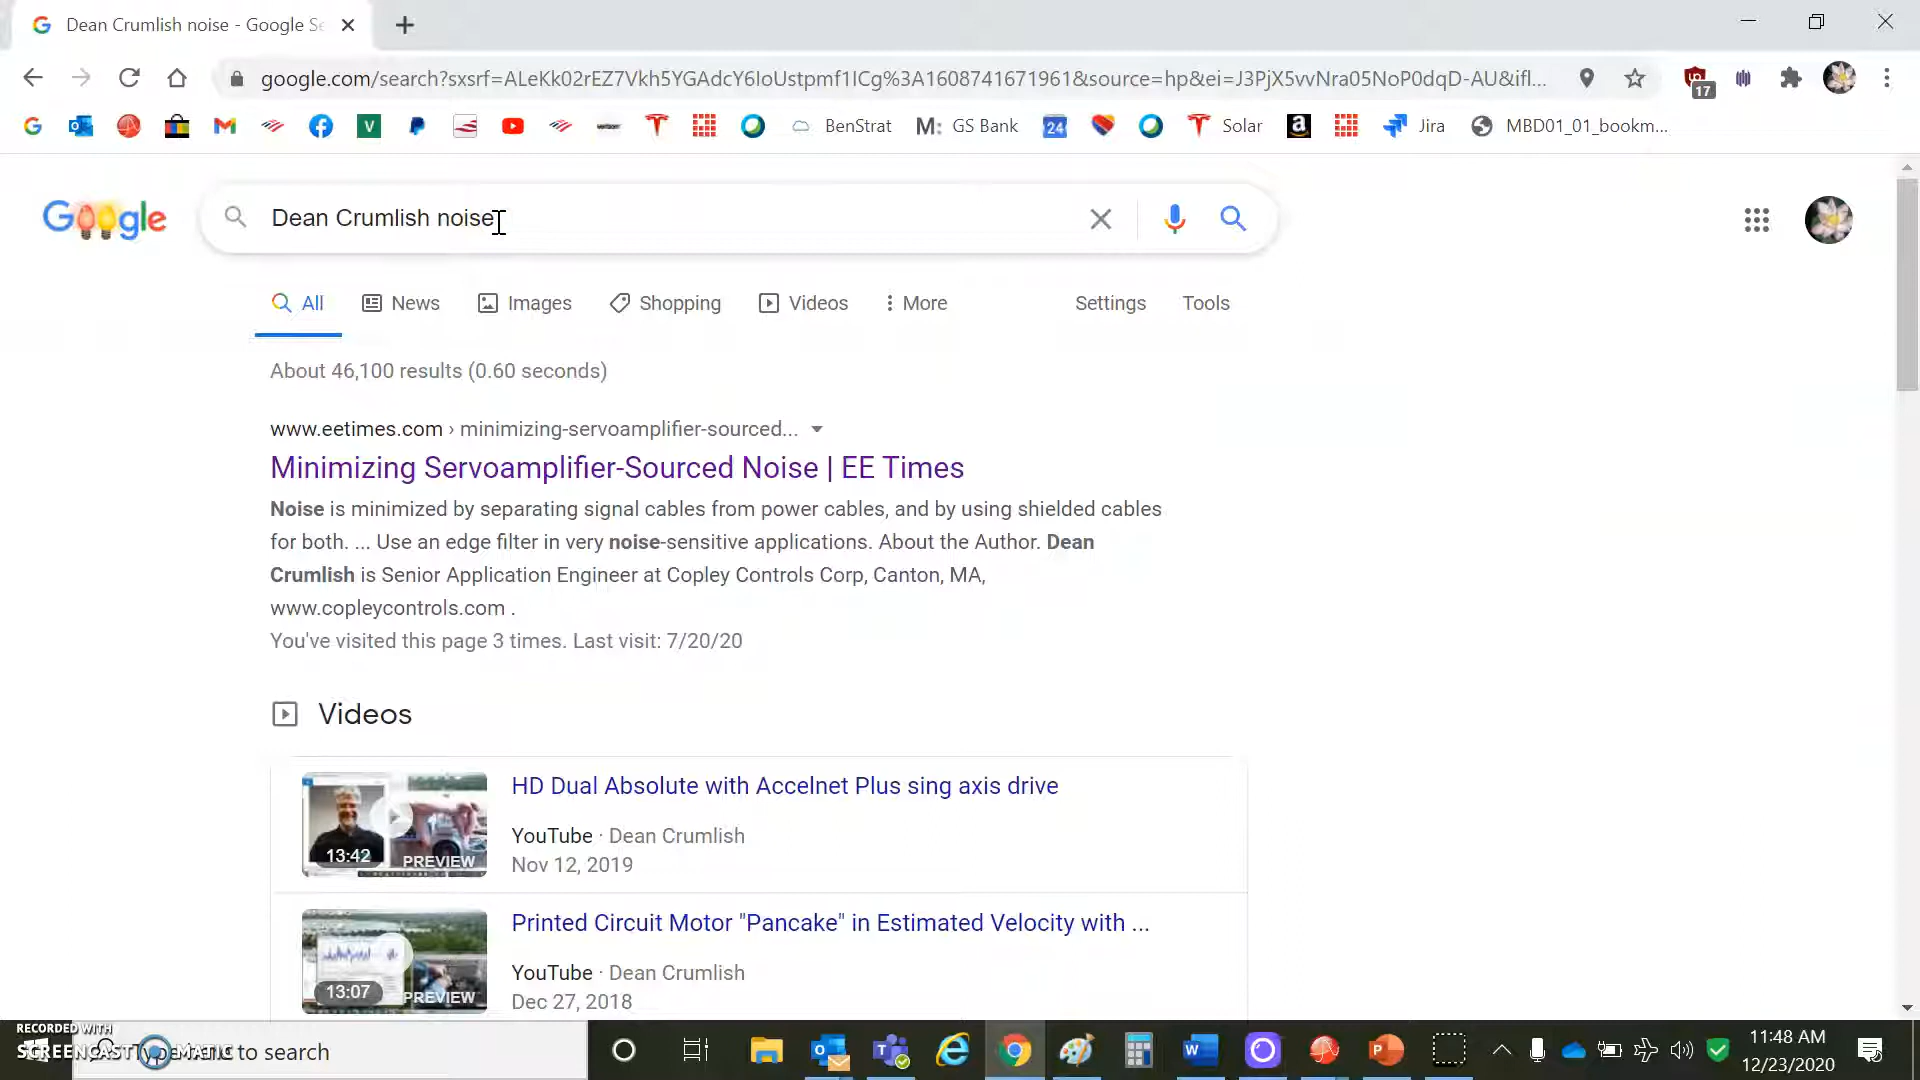 Dean Crumlish noise - Google Se
google.com/search?sxsrf=ALeKk02rEZ7Vkh5YGAdcY6IoUstpmf1ICg%3A1608741671961&source=hp&ei=J3PjX5vvNra05NoP0dqD-AU&ifl...
17
BenStrat M: GS Bank 24 Solar Jira MBD01_01_bookm...
Google
Dean Crumlish noise
All News Images Shopping Videos More Settings Tools
About 46,100 results (0.60 seconds)
www.eetimes.com › minimizing-servoamplifier-sourced...
Minimizing Servoamplifier-Sourced Noise | EE Times
Noise is minimized by separating signal cables from power cables, and by using shielded cables
for both. ... Use an edge filter in very noise-sensitive applications. About the Author. Dean
Crumlish is Senior Application Engineer at Copley Controls Corp, Canton, MA,
www.copleycontrols.com .
You've visited this page 3 times. Last visit: 7/20/20
Videos
HD Dual Absolute with Accelnet Plus sing axis drive
13:42 PREVIEW
YouTube · Dean Crumlish
Nov 12, 2019
Printed Circuit Motor "Pancake" in Estimated Velocity with ...
13:07 PREVIEW
YouTube · Dean Crumlish
Dec 27, 2018
RECORDED WITH
SCREENCAST MATIC
to search
11:48 AM
12/23/2020